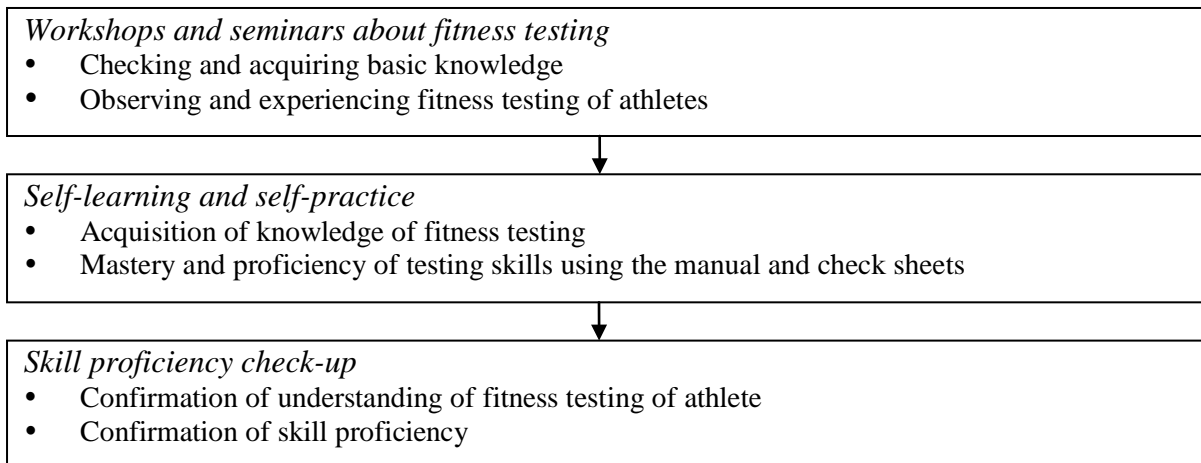 Workshops and seminars about fitness testing
• Checking and acquiring basic knowledge
• Observing and experiencing fitness testing of athletes
Self-learning and self-practice
• Acquisition of knowledge of fitness testing
• Mastery and proficiency of testing skills using the manual and check sheets
Skill proficiency check-up
• Confirmation of understanding of fitness testing of athlete
• Confirmation of skill proficiency